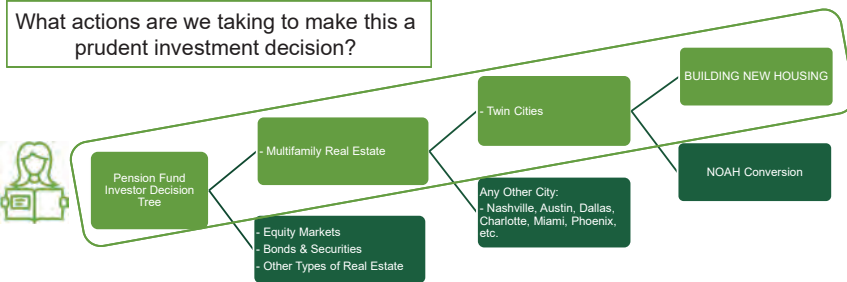 What actions are we taking to make this a
prudent investment decision?
Pension Fund
Investor Decision
Tree
- Multifamily Real Estate
- Equity Markets
- Bonds & Securities
- Other Types of Real Estate
- Twin Cities
Any Other City:
- Nashville, Austin, Dallas,
Charlotte, Miami, Phoenix,
etc.
BUILDING NEW HOUSING
NOAH Conversion